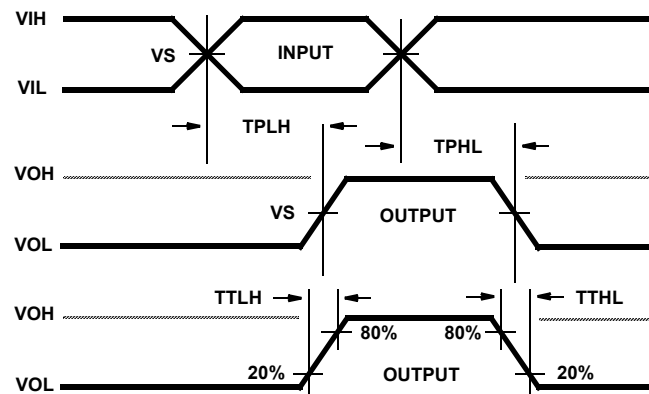 VIH
VS INPUT
VIL
TPLH TPHL
VOH
VS OUTPUT
VOL
TTLH TTHL
VOH
80% 80%
20% 20%
VOL OUTPUT